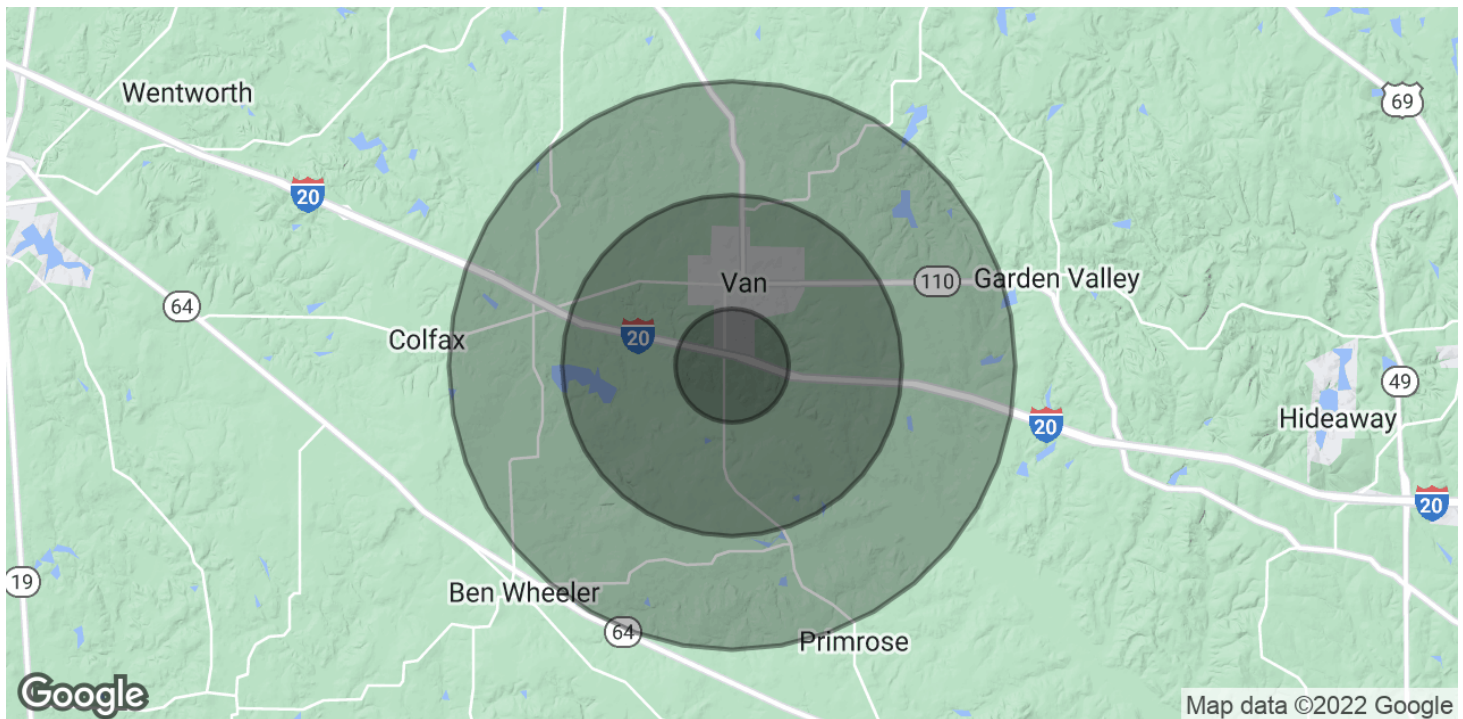 Wentworth
69
20
64
Van
110
Garden Valley
Colfax
20
49
Hideaway
20
20
19
Ben Wheeler
64
Primrose
Google
Map data ©2022 Google